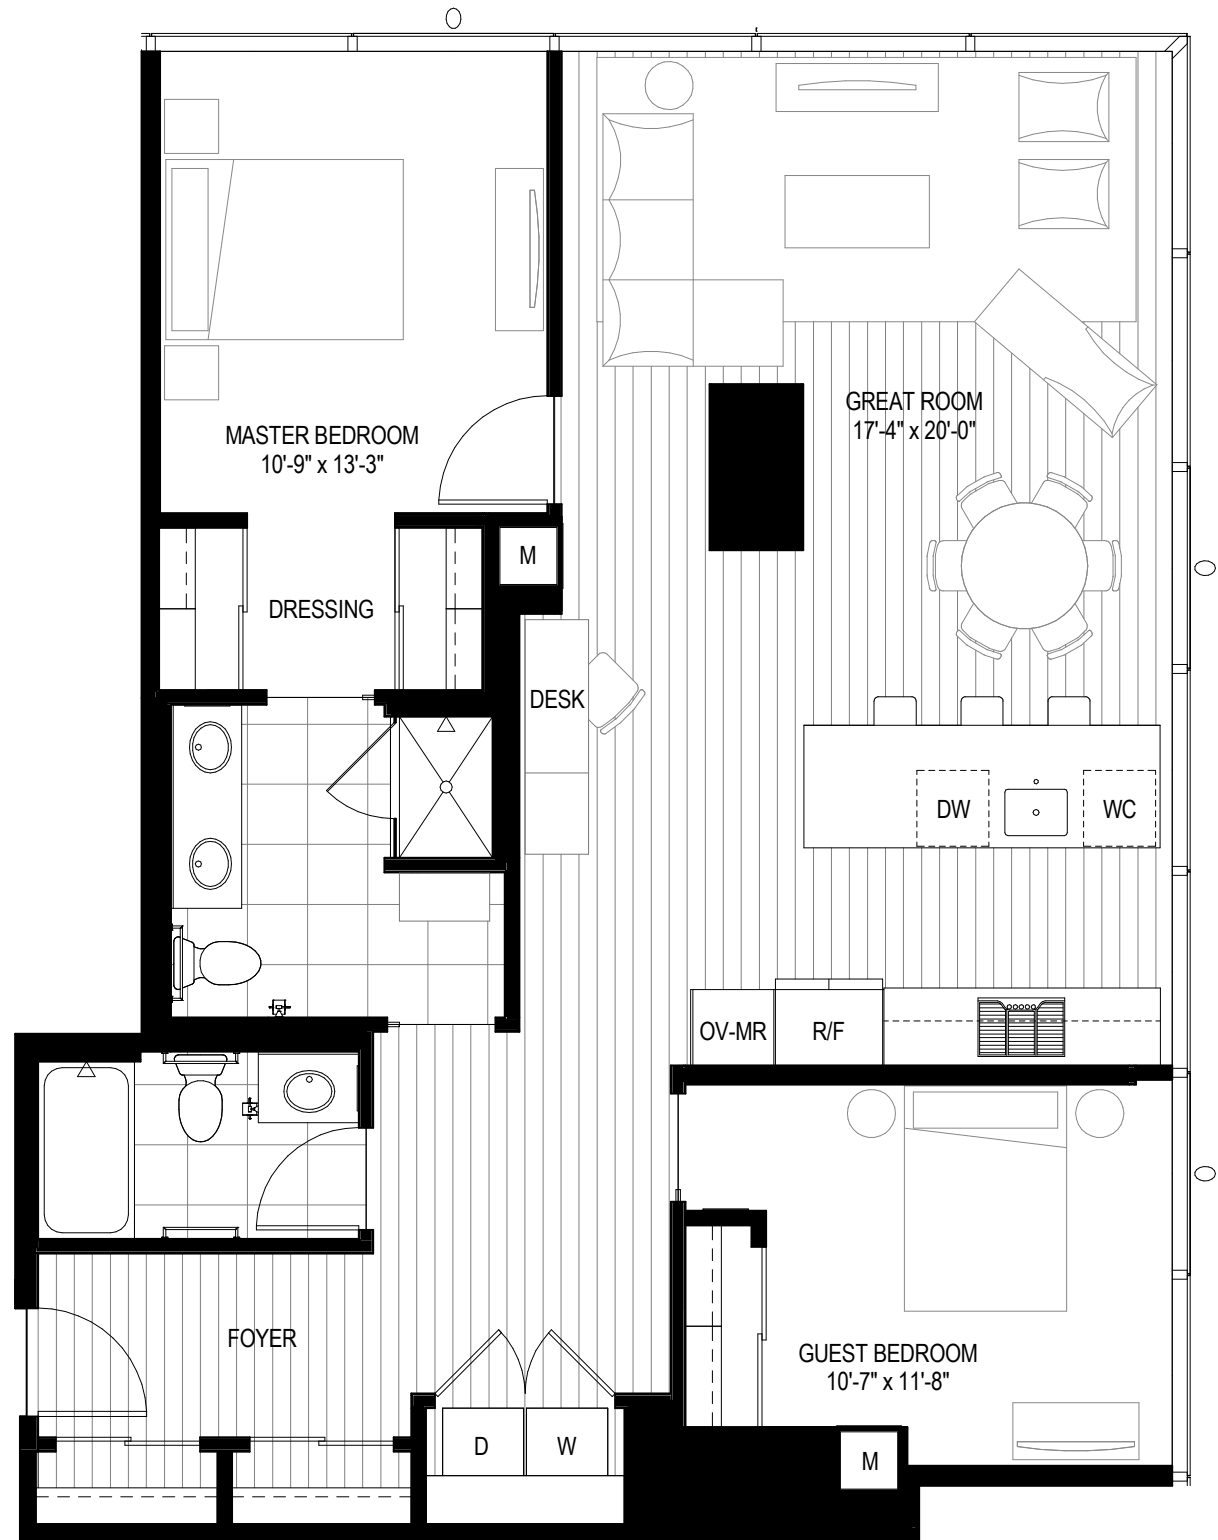 GREAT ROOM
17'-4" x 20'-0"
MASTER BEDROOM
10'-9" x 13'-3"
M
DRESSING
DESK
DW
WC
OV-MR
R/F
FOYER
GUEST BEDROOM
10'-7" x 11'-8"
D
W
M